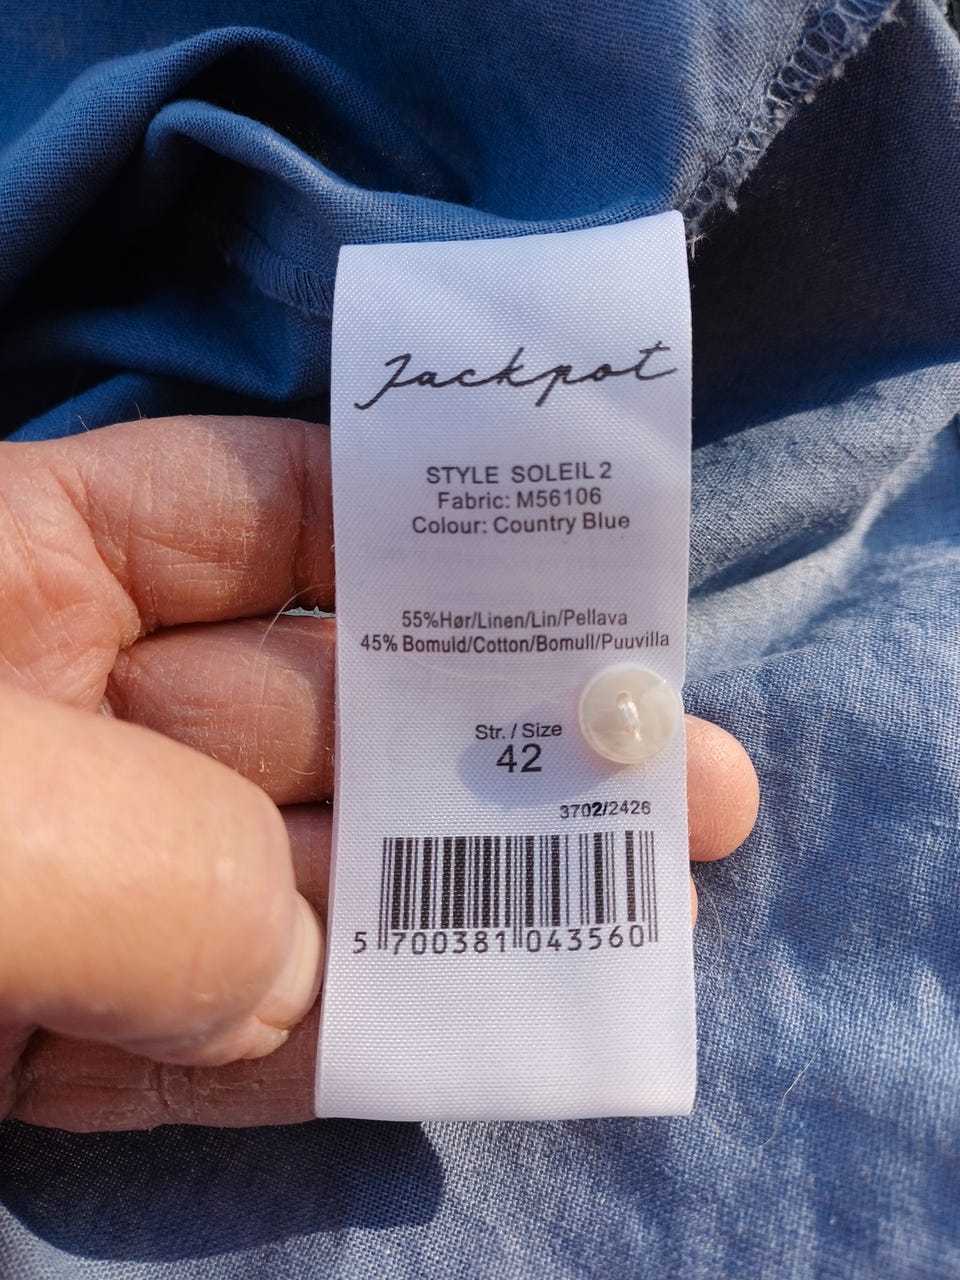 Jackpot
STYLE SOLEIL 2
Fabric: M56106
Colour: Country Blue
55%Hør/Linen/Lin/Pellava
45% Bomuld/Cotton/Bomull/Puuvilla
Str. / Size
42
3702/2426
5 700381 043560